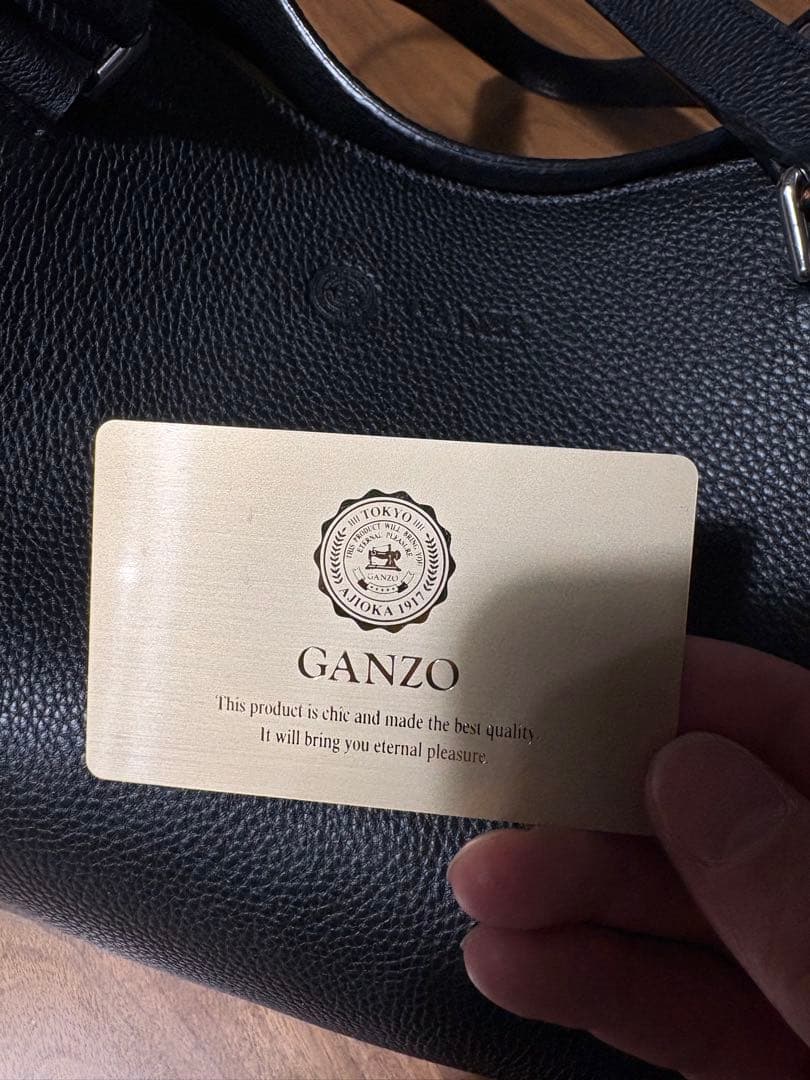 TOKYO
THIS PRODUCT WILL BRING YOU
ETERNAL PLEASURE
GANZO
AJIOKA 1917
GANZO
This product is chic and made the best quality.
It will bring you eternal pleasure.